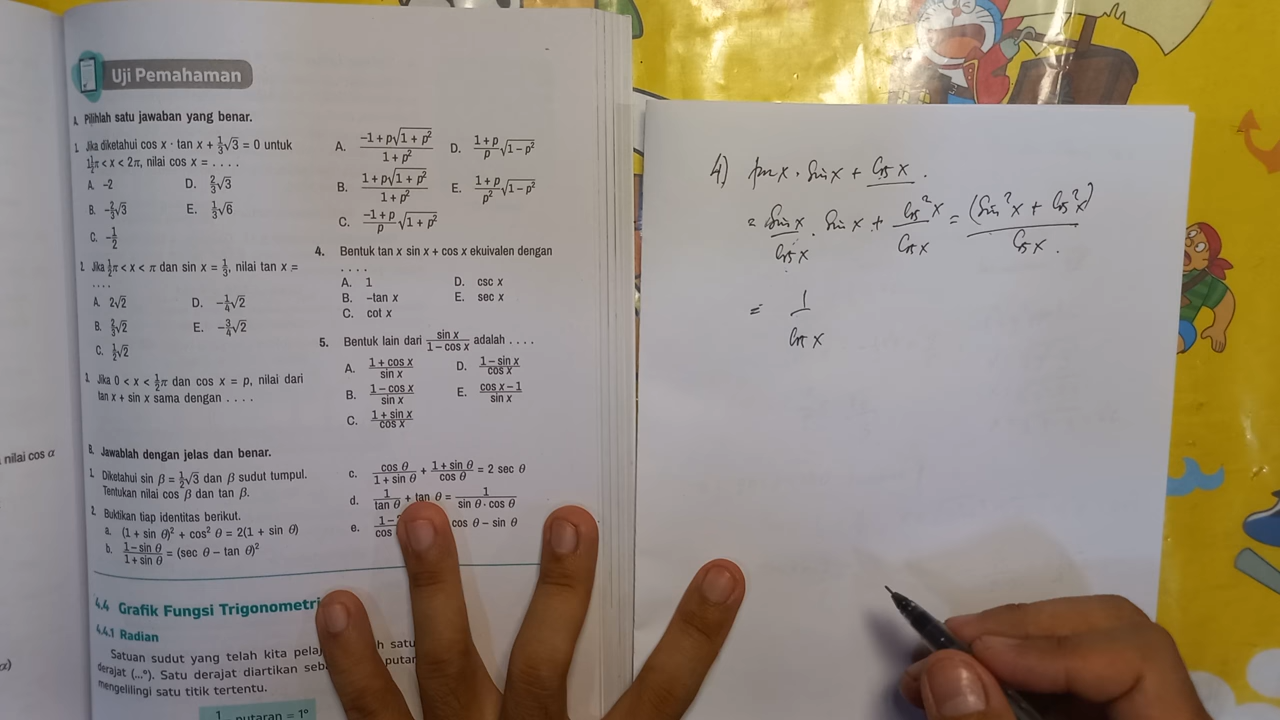 Uji Pemahaman
A. Pilihlah satu jawaban yang benar.
1. Jika diketahui cos x · tan x + 1/3√3 = 0 untuk
1 1/2π < x < 2π, nilai cos x = . . . .
A. -2
D. 2/3√3
B. -2/3√3
E. 1/3√6
C. -1/2
2. Jika 1/2π < x < π dan sin x = 1/3, nilai tan x =
. . . .
A. 2√2
D. -1/4√2
B. 2/3√2
E. -3/4√2
C. 1/2√2
3. Jika 0 < x < 1/2π dan cos x = p, nilai dari
tan x + sin x sama dengan . . . .
A. (-1 + p√(1 + p²))/(1 + p²)
D. (1 + p)/p √(1 - p²)
B. (1 + p√(1 + p²))/(1 + p²)
E. (1 + p)/p² √(1 - p²)
C. (-1 + p)/p √(1 + p²)
4. Bentuk tan x sin x + cos x ekuivalen dengan
. . . .
A. 1
D. csc x
B. -tan x
E. sec x
C. cot x
5. Bentuk lain dari sin x/(1 - cos x) adalah . . . .
A. (1 + cos x)/sin x
D. (1 - sin x)/cos x
B. (1 - cos x)/sin x
E. (cos x - 1)/sin x
C. (1 + sin x)/cos x
B. Jawablah dengan jelas dan benar.
1. Diketahui sin β = 1/2√3 dan β sudut tumpul.
Tentukan nilai cos β dan tan β.
2. Buktikan tiap identitas berikut.
a. (1 + sin θ)² + cos² θ = 2(1 + sin θ)
b. (1 - sin θ)/(1 + sin θ) = (sec θ - tan θ)²
c. cos θ/(1 + sin θ) + (1 + sin θ)/cos θ = 2 sec θ
d. 1/tan θ + tan θ = 1/(sin θ · cos θ)
e. cos θ - sin θ
4.4 Grafik Fungsi Trigonometri
4.4.1 Radian
Satuan sudut yang telah kita
derajat (...°). Satu derajat diartikan
mengelilingi satu titik tertentu.
putaran = 1°
nilai cos α
α)
4) tan x · sin x + cos x .
= sin x/cos x · sin x + cos² x/cos x = (sin² x + cos² x)/cos x .
= 1/cos x